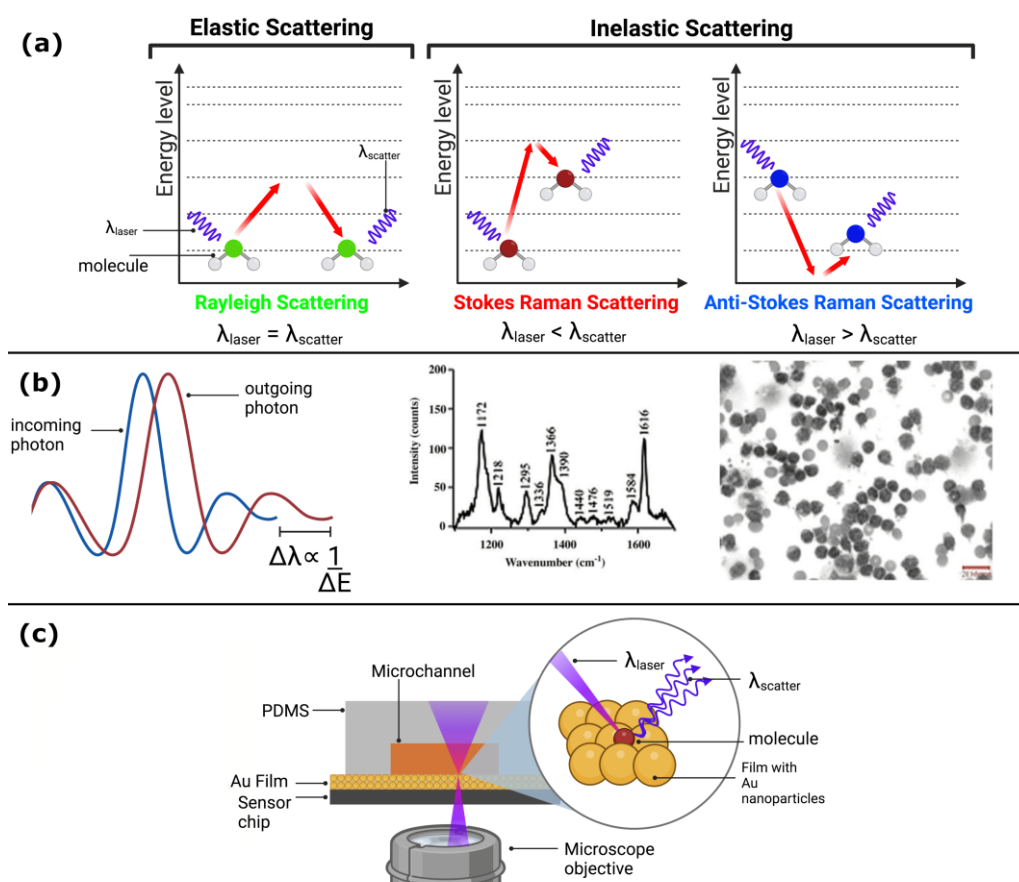 (a)
Elastic Scattering
Inelastic Scattering
Energy level
λlaser
molecule
λscatter
Rayleigh Scattering
λlaser = λscatter
Energy level
Stokes Raman Scattering
λlaser < λscatter
Energy level
Anti-Stokes Raman Scattering
λlaser > λscatter
(b)
incoming
photon
outgoing
photon
Δλ∝ 1
ΔE
Intensity (counts)
200
150
100
50
0
1172
1218
1295
1336
1366
1390
1440
1476
1519
1584
1616
1200
1400
1600
Wavenumber (cm-1)
(c)
Microchannel
PDMS
Au Film
Sensor
chip
Microscope
objective
λlaser
λscatter
molecule
Film with
Au
nanoparticles